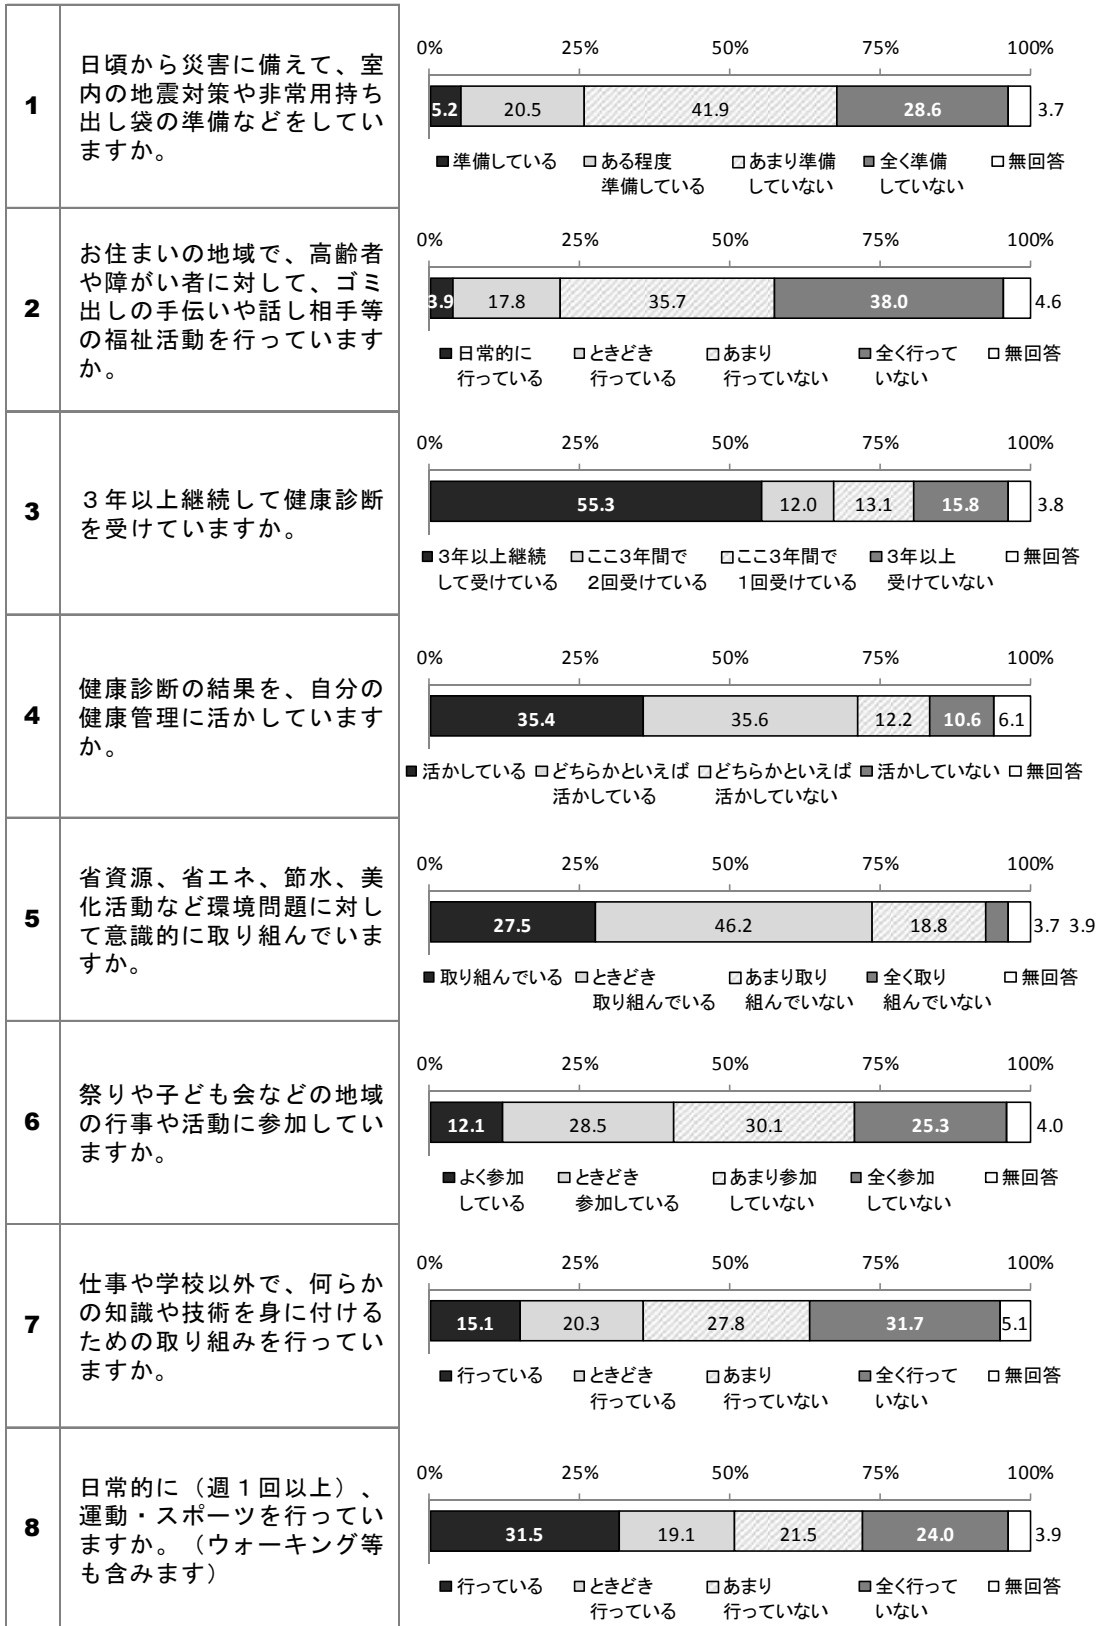 1
日頃から災害に備えて、室
内の地震対策や非常用持ち
出し袋の準備などをしてい
ますか。
0% 25% 50% 75% 100%
5.2 20.5 41.9 28.6 3.7
■準備している □ある程度 □あまり準備 ■全く準備 □無回答
準備している していない していない
2
お住まいの地域で、高齢者
や障がい者に対して、ゴミ
出しの手伝いや話し相手等
の福祉活動を行っています
か。
0% 25% 50% 75% 100%
3.9 17.8 35.7 38.0 4.6
■日常的に □ときどき □あまり ■全く行って □無回答
行っている 行っている 行っていない いない
3
３年以上継続して健康診断
を受けていますか。
0% 25% 50% 75% 100%
55.3 12.0 13.1 15.8 3.8
■3年以上継続 □ここ3年間で □ここ3年間で ■3年以上 □無回答
して受けている 2回受けている 1回受けている 受けていない
4
健康診断の結果を、自分の
健康管理に活かしています
か。
0% 25% 50% 75% 100%
35.4 35.6 12.2 10.6 6.1
■活かしている □どちらかといえば □どちらかといえば ■活かしていない □無回答
活かしている 活かしていない
5
省資源、省エネ、節水、美
化活動など環境問題に対し
て意識的に取り組んでいま
すか。
0% 25% 50% 75% 100%
27.5 46.2 18.8 3.7 3.9
■取り組んでいる □ときどき □あまり取り ■全く取り □無回答
取り組んでいる 組んでいない 組んでいない
6
祭りや子ども会などの地域
の行事や活動に参加してい
ますか。
0% 25% 50% 75% 100%
12.1 28.5 30.1 25.3 4.0
■よく参加 □ときどき □あまり参加 ■全く参加 □無回答
している 参加している していない していない
7
仕事や学校以外で、何らか
の知識や技術を身に付ける
ための取り組みを行ってい
ますか。
0% 25% 50% 75% 100%
15.1 20.3 27.8 31.7 5.1
■行っている □ときどき □あまり ■全く行って □無回答
行っている 行っていない いない
8
日常的に（週１回以上）、
運動・スポーツを行ってい
ますか。（ウォーキング等
も含みます）
0% 25% 50% 75% 100%
31.5 19.1 21.5 24.0 3.9
■行っている □ときどき □あまり ■全く行って □無回答
行っている 行っていない いない